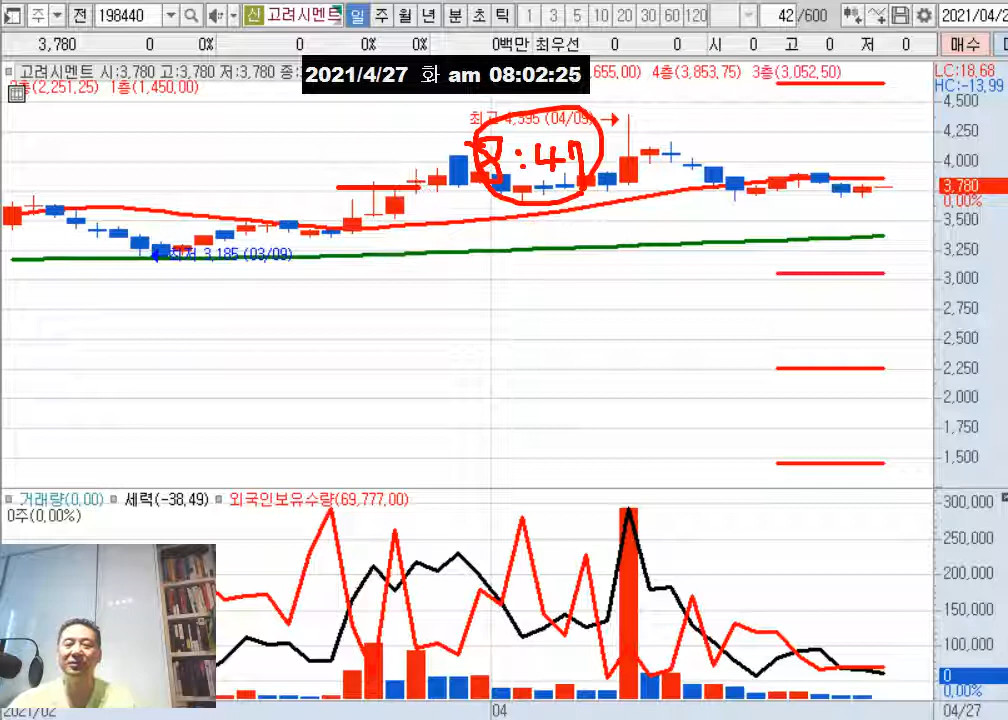 주 전 198440 신 고려시멘트 일 주 월 년 분 초 틱 1 3 5 10 20 30 60 120 42 /600 2021/04/2
3,780 0 0% 0 0% 0% 0백만 최우선 0 0 시 0 고 0 저 0 매수
2021/4/27 화 am 08:02:25
고려시멘트 시:3,780 고:3,780 저:3,780 종: 655,00) 4층(3,853,75) 3층(3,052,50) LC:18,68
(2,251,25) 1층(1,450,00) HC:-13,99
4,500
최고 4,395 (04/09)
4,250
8:47
4,000
3,780
0,00%
3,500
최저 3,185 (03/09)
3,250
3,000
2,750
2,500
2,250
2,000
1,750
1,500
거래량(0,00) 세력(-38,49) 외국인보유수량(69,777,00) 300,000
0주(0,00%)
250,000
200,000
150,000
100,000
0
0,00%
2021/02 04 04/27